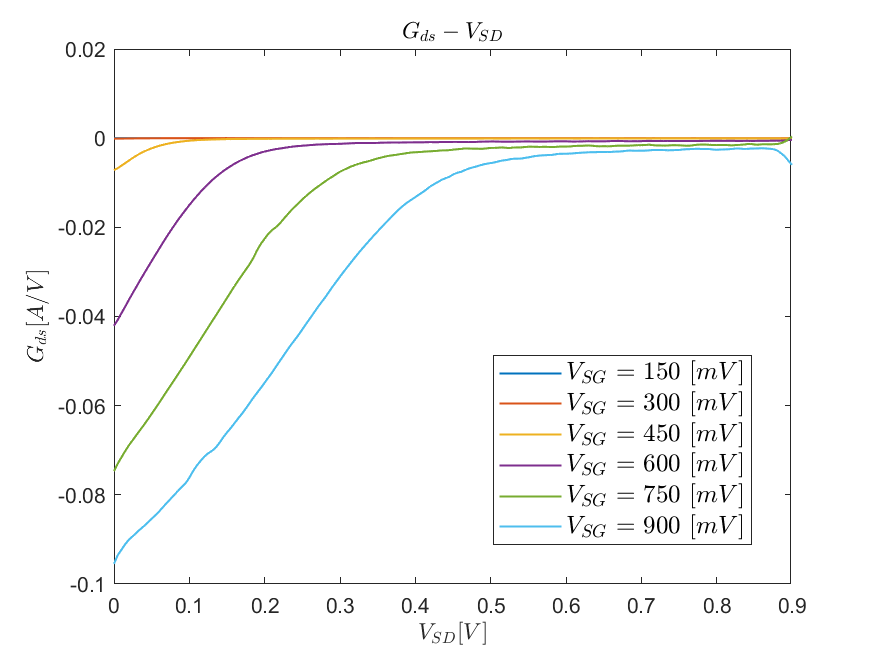 G_ds − V_SD
0.02
0
-0.02
-0.04
-0.06
-0.08
-0.1
G_ds[A/V]
V_SG = 150 [mV]
V_SG = 300 [mV]
V_SG = 450 [mV]
V_SG = 600 [mV]
V_SG = 750 [mV]
V_SG = 900 [mV]
0 0.1 0.2 0.3 0.4 0.5 0.6 0.7 0.8 0.9
V_SD[V]